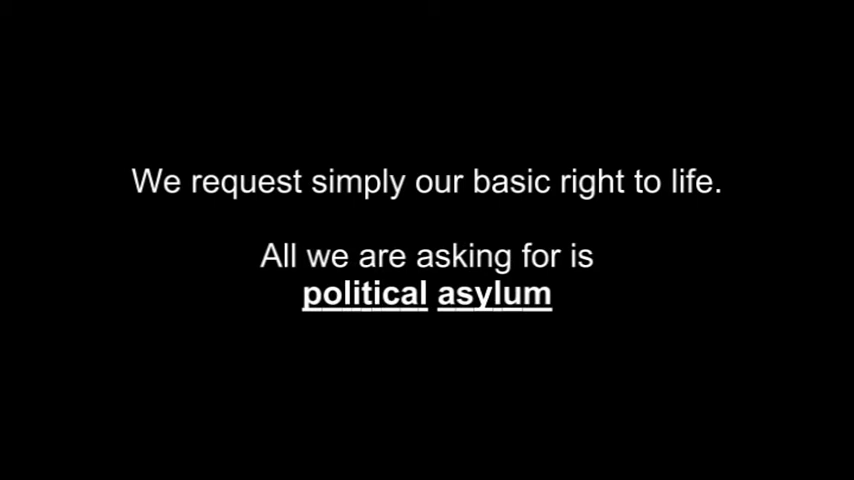 We request simply our basic right to life.
All we are asking for is
political asylum